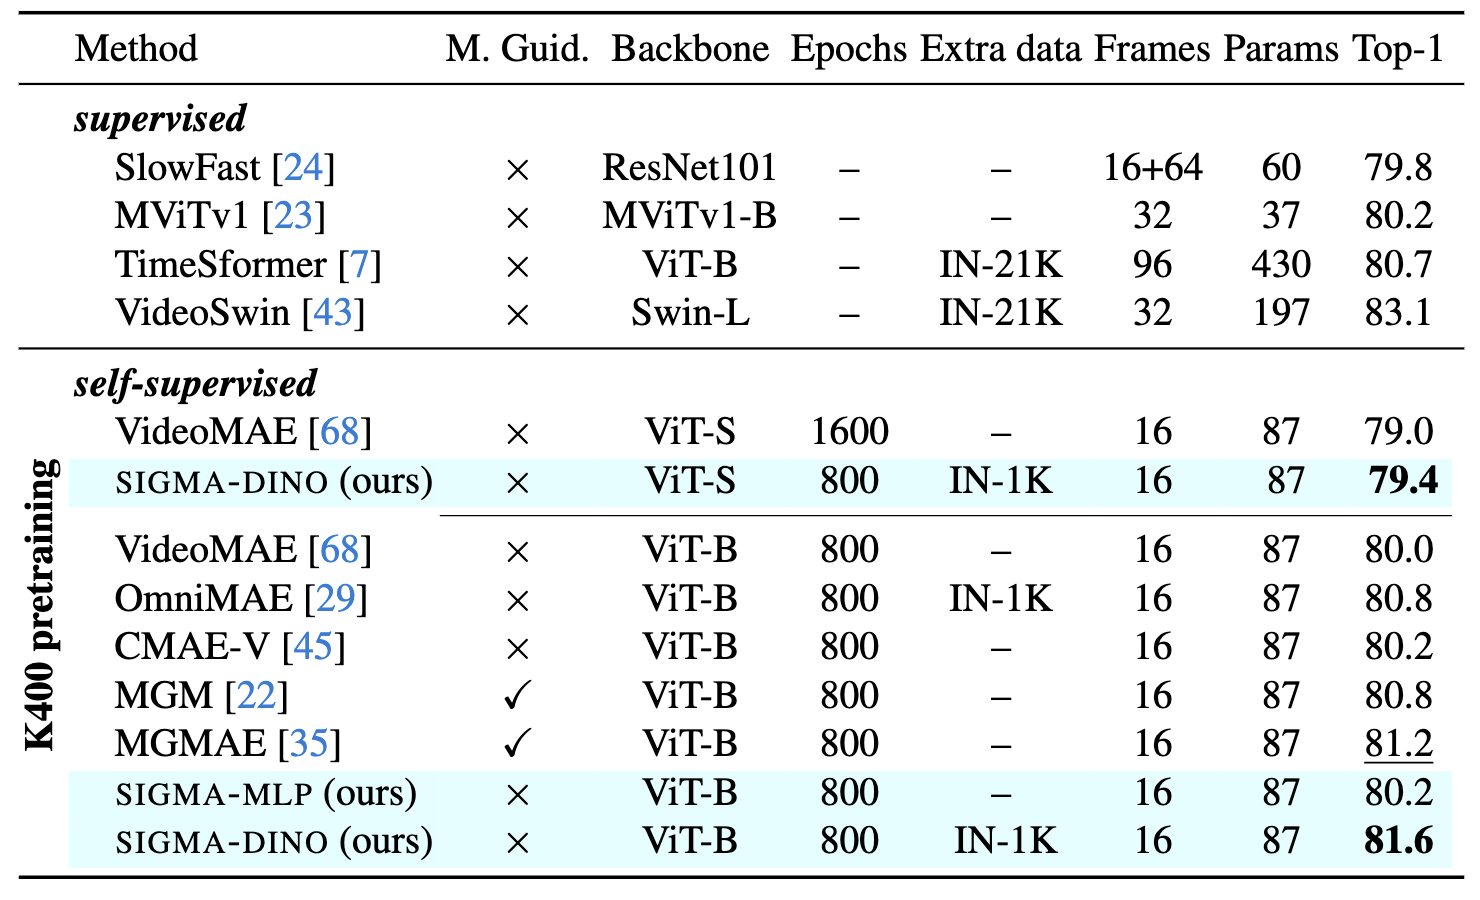 Method M. Guid. Backbone Epochs Extra data Frames Params Top-1
supervised
SlowFast [24] × ResNet101 – – 16+64 60 79.8
MViTv1 [23] × MViTv1-B – – 32 37 80.2
TimeSformer [7] × ViT-B – IN-21K 96 430 80.7
VideoSwin [43] × Swin-L – IN-21K 32 197 83.1
K400 pretraining
self-supervised
VideoMAE [68] × ViT-S 1600 – 16 87 79.0
SIGMA-DINO (ours) × ViT-S 800 IN-1K 16 87 79.4
VideoMAE [68] × ViT-B 800 – 16 87 80.0
OmniMAE [29] × ViT-B 800 IN-1K 16 87 80.8
CMAE-V [45] × ViT-B 800 – 16 87 80.2
MGM [22] ✓ ViT-B 800 – 16 87 80.8
MGMAE [35] ✓ ViT-B 800 – 16 87 81.2
SIGMA-MLP (ours) × ViT-B 800 – 16 87 80.2
SIGMA-DINO (ours) × ViT-B 800 IN-1K 16 87 81.6